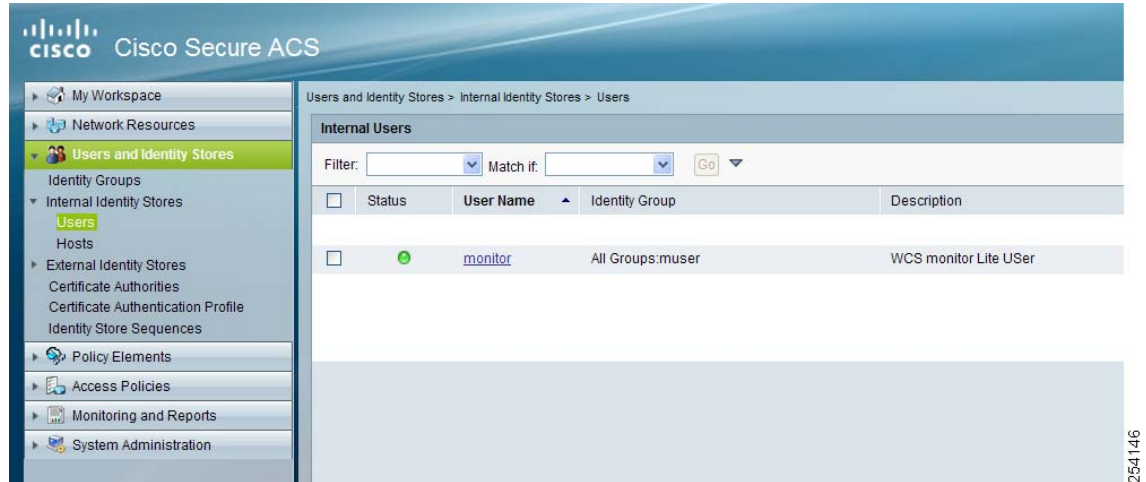 CISCO Cisco Secure ACS
My Workspace
Network Resources
Users and Identity Stores
Identity Groups
Internal Identity Stores
Users
Hosts
External Identity Stores
Certificate Authorities
Certificate Authentication Profile
Identity Store Sequences
Policy Elements
Access Policies
Monitoring and Reports
System Administration
Users and Identity Stores > Internal Identity Stores > Users
Internal Users
Filter: Match if: Go
Status User Name Identity Group Description
monitor All Groups:muser WCS monitor Lite USer
254146